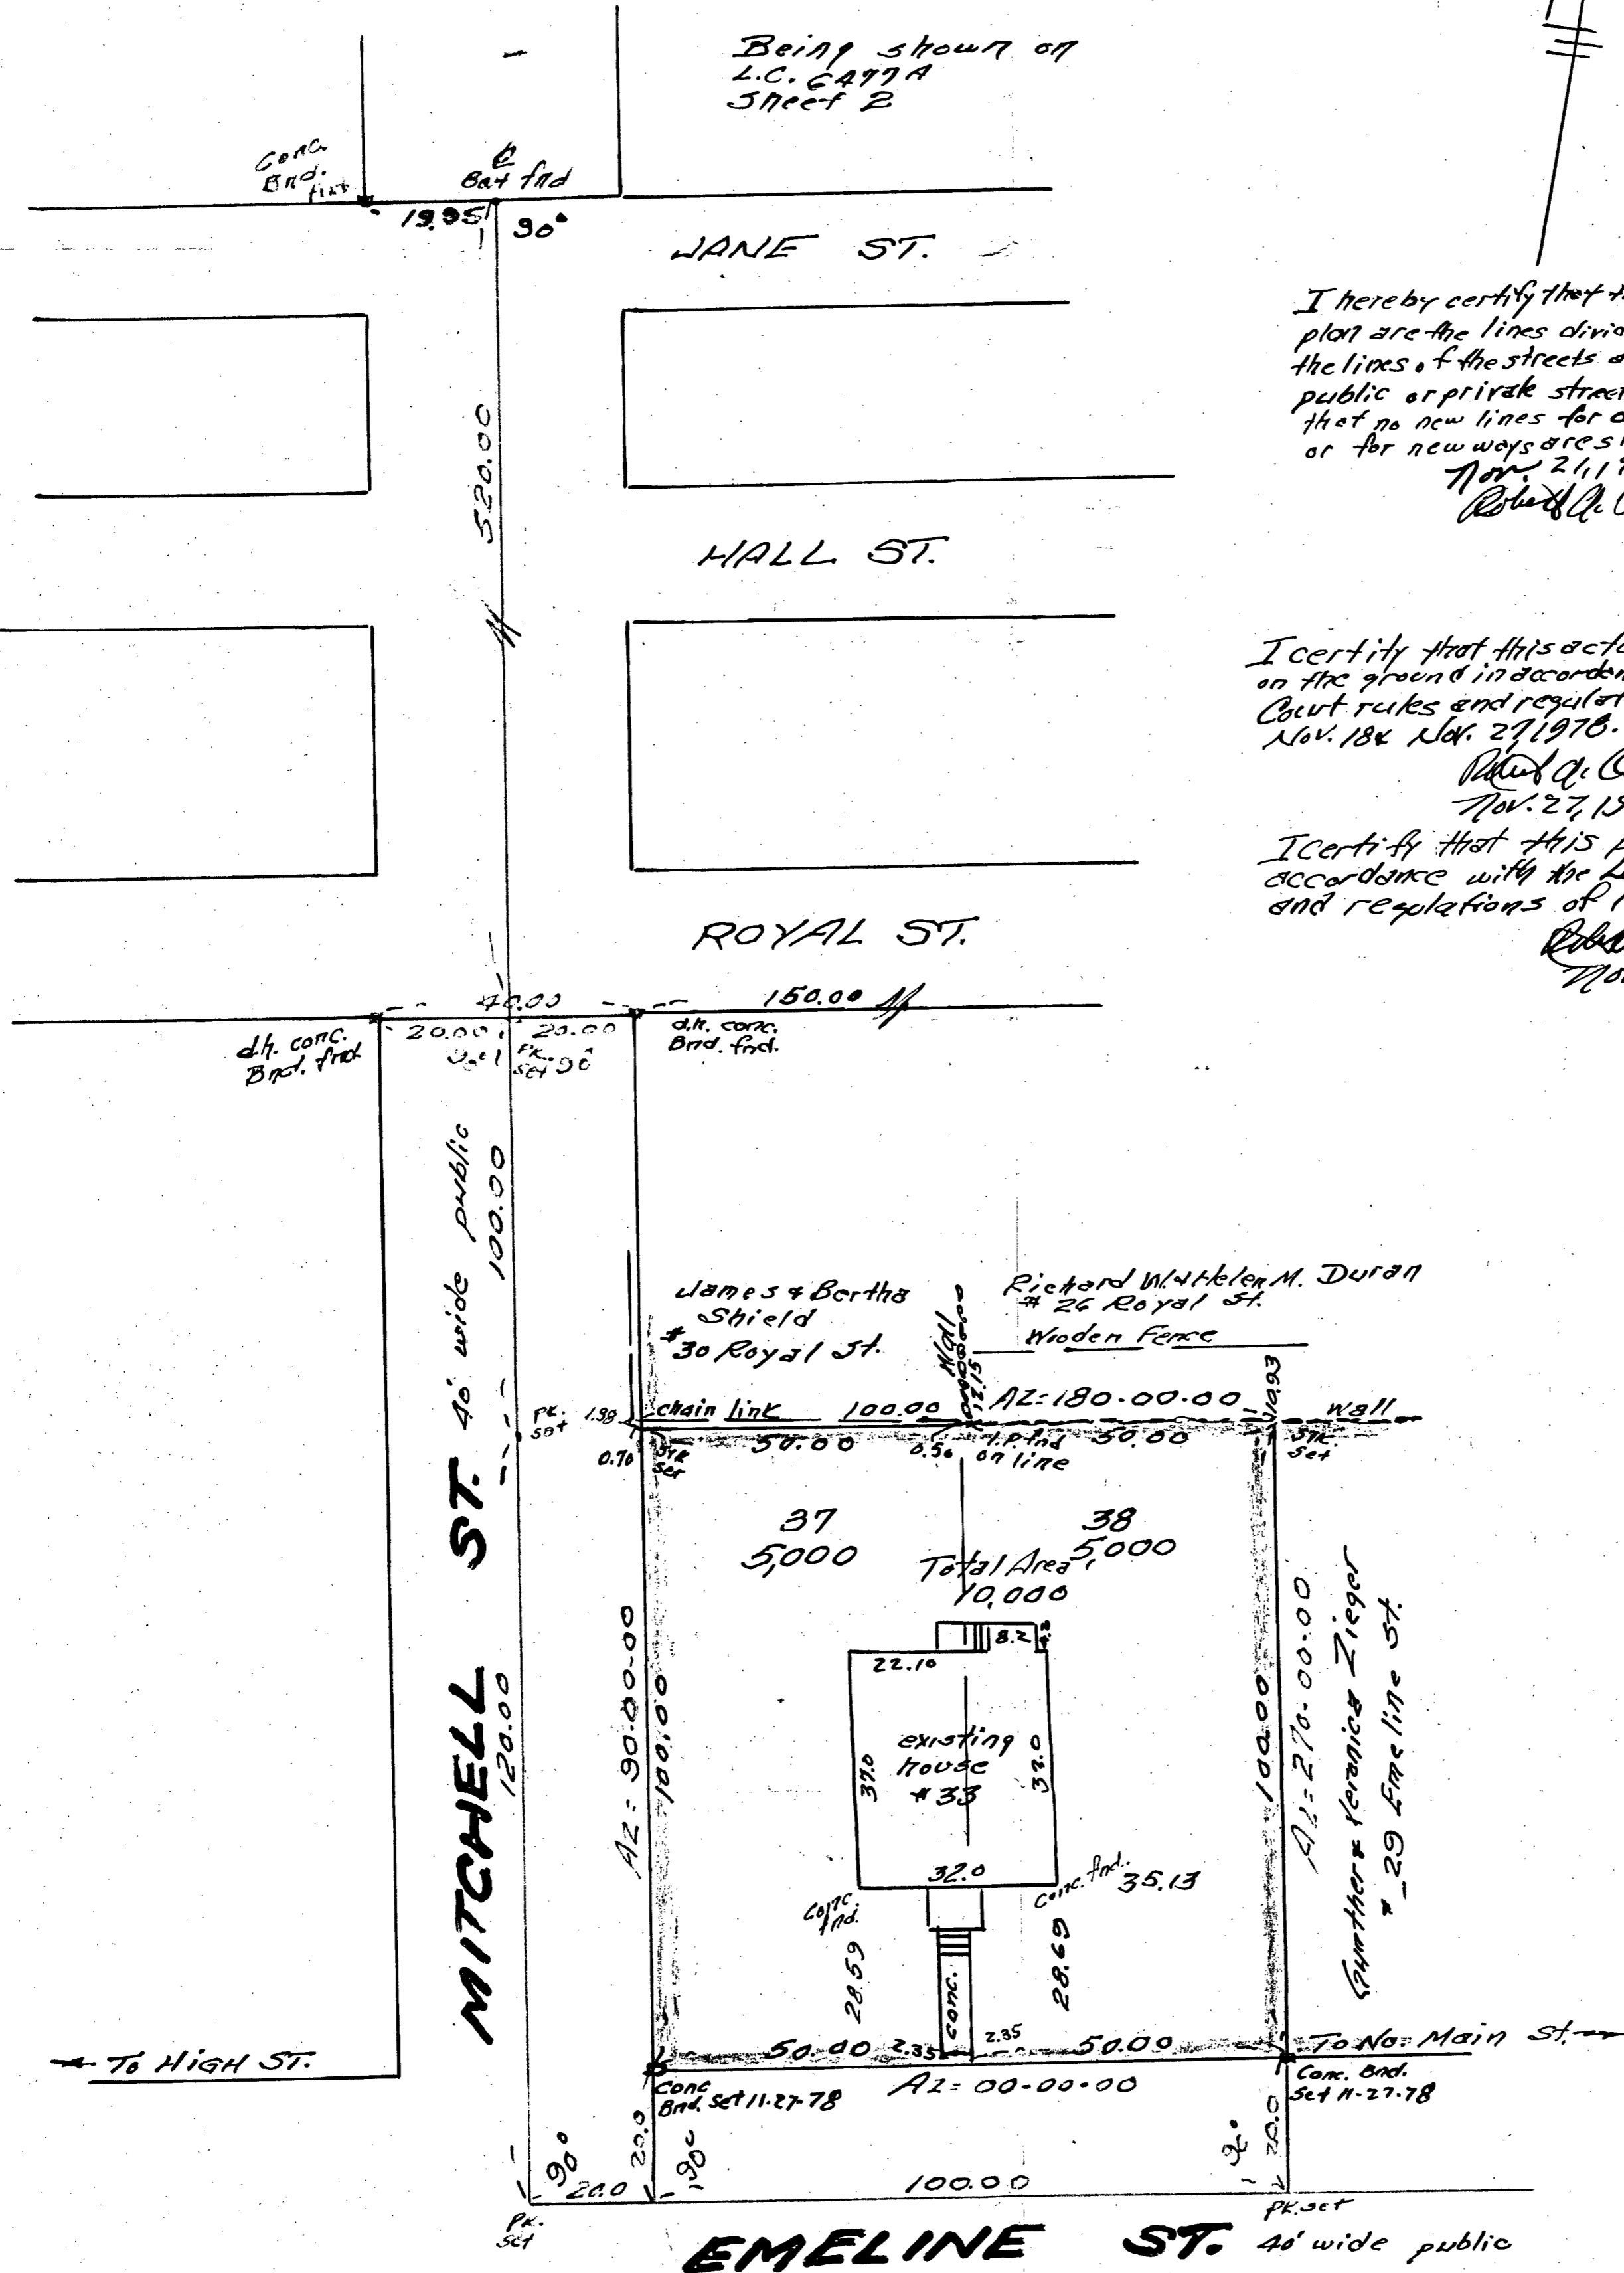 Being shown on
L.C. 6477A
Sheet 2
Conc.
Bnd.
℄
Bolt fnd
19.95
90°
JANE ST.
520.00
HALL ST.
ROYAL ST.
I hereby certify that
plan are the lines
the lines of the streets
public or private
that no new lines for
or for new ways are
Nov. 21,
Robert A.
I certify that this
on the ground in
Court rules and
Nov. 18 &
Nov. 27,
I certify that this
accordance with the
and regulations of
Nov.
40.00
150.00
20.00
20.00
d.h. conc.
Bnd. fnd
d.h. conc.
Bnd. fnd.
PK.
set
90°
MITCHELL ST. 40' wide public
100.00
120.00
James & Bertha
Shield
#30 Royal St.
Wall
Richard W. & Helen M. Duran
#26 Royal St.
Wooden Fence
PK.
set
1.98
chain link
100.00
AZ=180-00-00
10.93
Wall
0.70
Stk
Set
50.00
0.56
I.P. fnd
on line
50.00
Stk.
Set
37
5,000
38
5,000
Total Area
10,000
8.2
22.10
existing
house
#33
37.0
32.0
AZ=90-00-00
100.00
100.00
AZ=270-00-00
Gunther & Veronica Zieger
#29 Emeline St.
Conc.
fnd.
Conc. fnd.
35.13
28.59
28.69
conc.
← To HIGH ST.
50.00
2.35
2.35
50.00
To No. Main St. →
Conc
Bnd. Set 11-27-78
AZ=00-00-00
Conc. Bnd.
Set 11-27-78
90°
20.0
20.0
90°
100.00
90°
20.0
PK.
Set
PK. set
EMELINE ST. 40' wide public